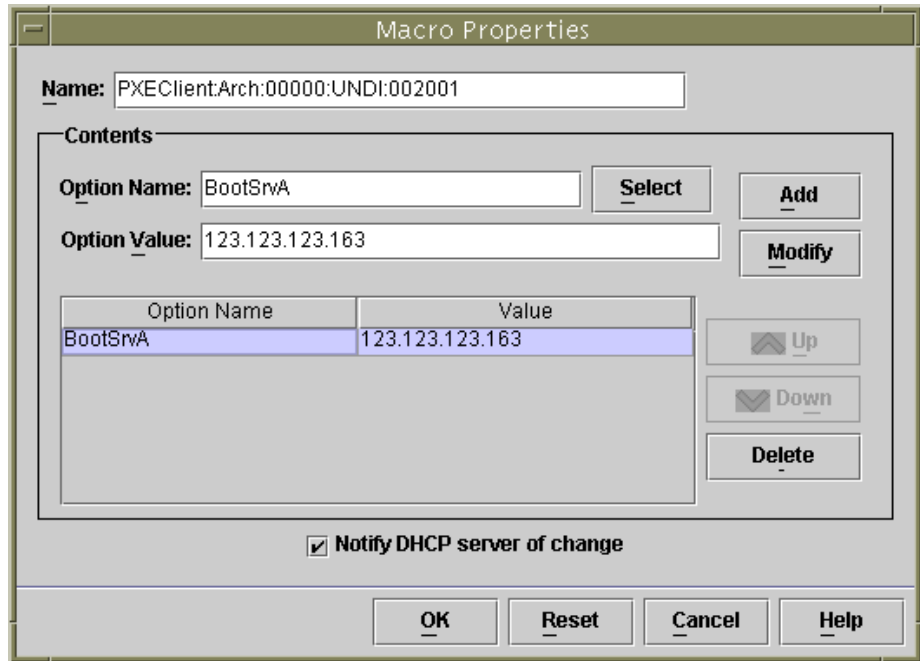 Macro Properties
Name: PXEClient:Arch:00000:UNDI:002001
Contents
Option Name: BootSrvA Select Add
Option Value: 123.123.123.163 Modify
Option Name Value
BootSrvA 123.123.123.163
Up
Down
Delete
Notify DHCP server of change
OK Reset Cancel Help